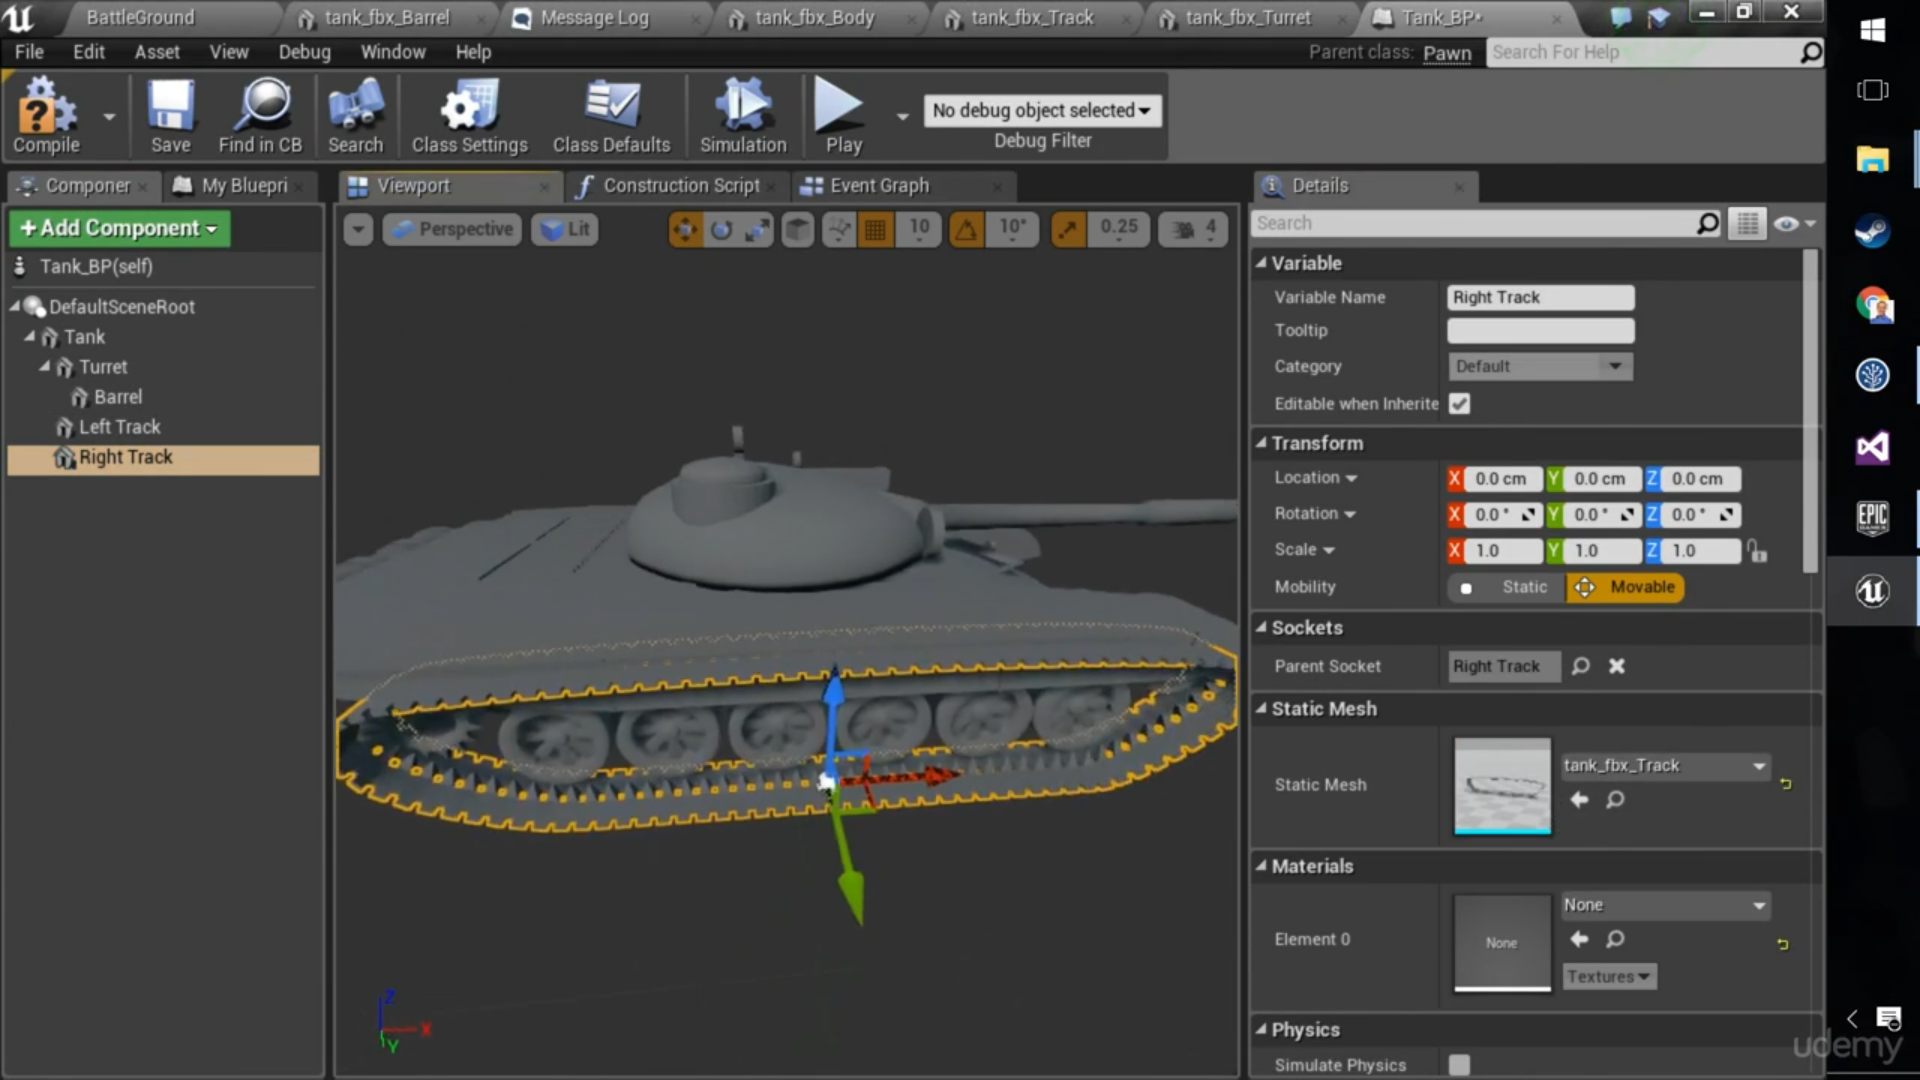 BattleGround
tank_fbx_Barrel
Message Log
tank_fbx_Body
tank_fbx_Track
tank_fbx_Turret
Tank_BP*
File Edit Asset View Debug Window Help
Parent class: Pawn
Search For Help
Compile
Save
Find in CB
Search
Class Settings
Class Defaults
Simulation
Play
No debug object selected
Debug Filter
Componer
My Bluepri
Viewport
Construction Script
Event Graph
Details
+Add Component
Perspective
Lit
10
10°
0.25
4
Search
Tank_BP(self)
DefaultSceneRoot
Tank
Turret
Barrel
Left Track
Right Track
Variable
Variable Name Right Track
Tooltip
Category Default
Editable when Inherite
Transform
Location X 0.0 cm Y 0.0 cm Z 0.0 cm
Rotation X 0.0 ° Y 0.0 ° Z 0.0 °
Scale X 1.0 Y 1.0 Z 1.0
Mobility Static Movable
Sockets
Parent Socket Right Track
Static Mesh
Static Mesh tank_fbx_Track
Materials
Element 0 None None
Textures
Physics
Simulate Physics
Z
X
Y
EPIC
GAMES
udemy